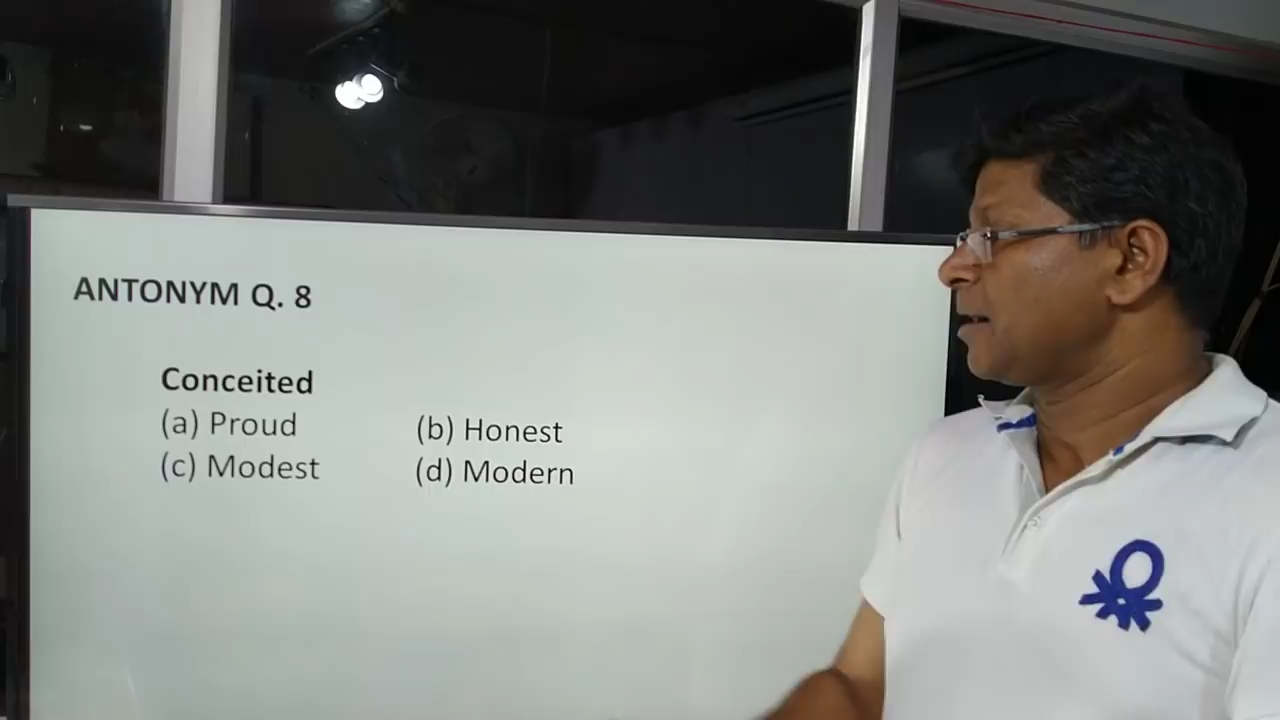 ANTONYM Q. 8
Conceited
(a) Proud (b) Honest
(c) Modest (d) Modern